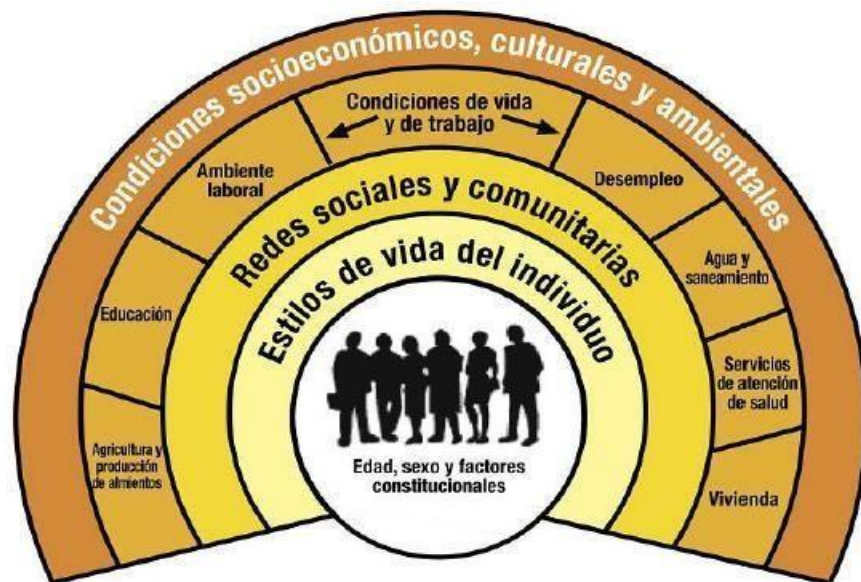 Condiciones socioeconómicos, culturales y ambientales
Condiciones de vida
y de trabajo
Ambiente
laboral
Desempleo
Educación
Agua y
saneamiento
Agricultura y
producción
de almientos
Servicios
de atención
de salud
Vivienda
Redes sociales y comunitarias
Estilos de vida del individuo
Edad, sexo y factores
constitucionales